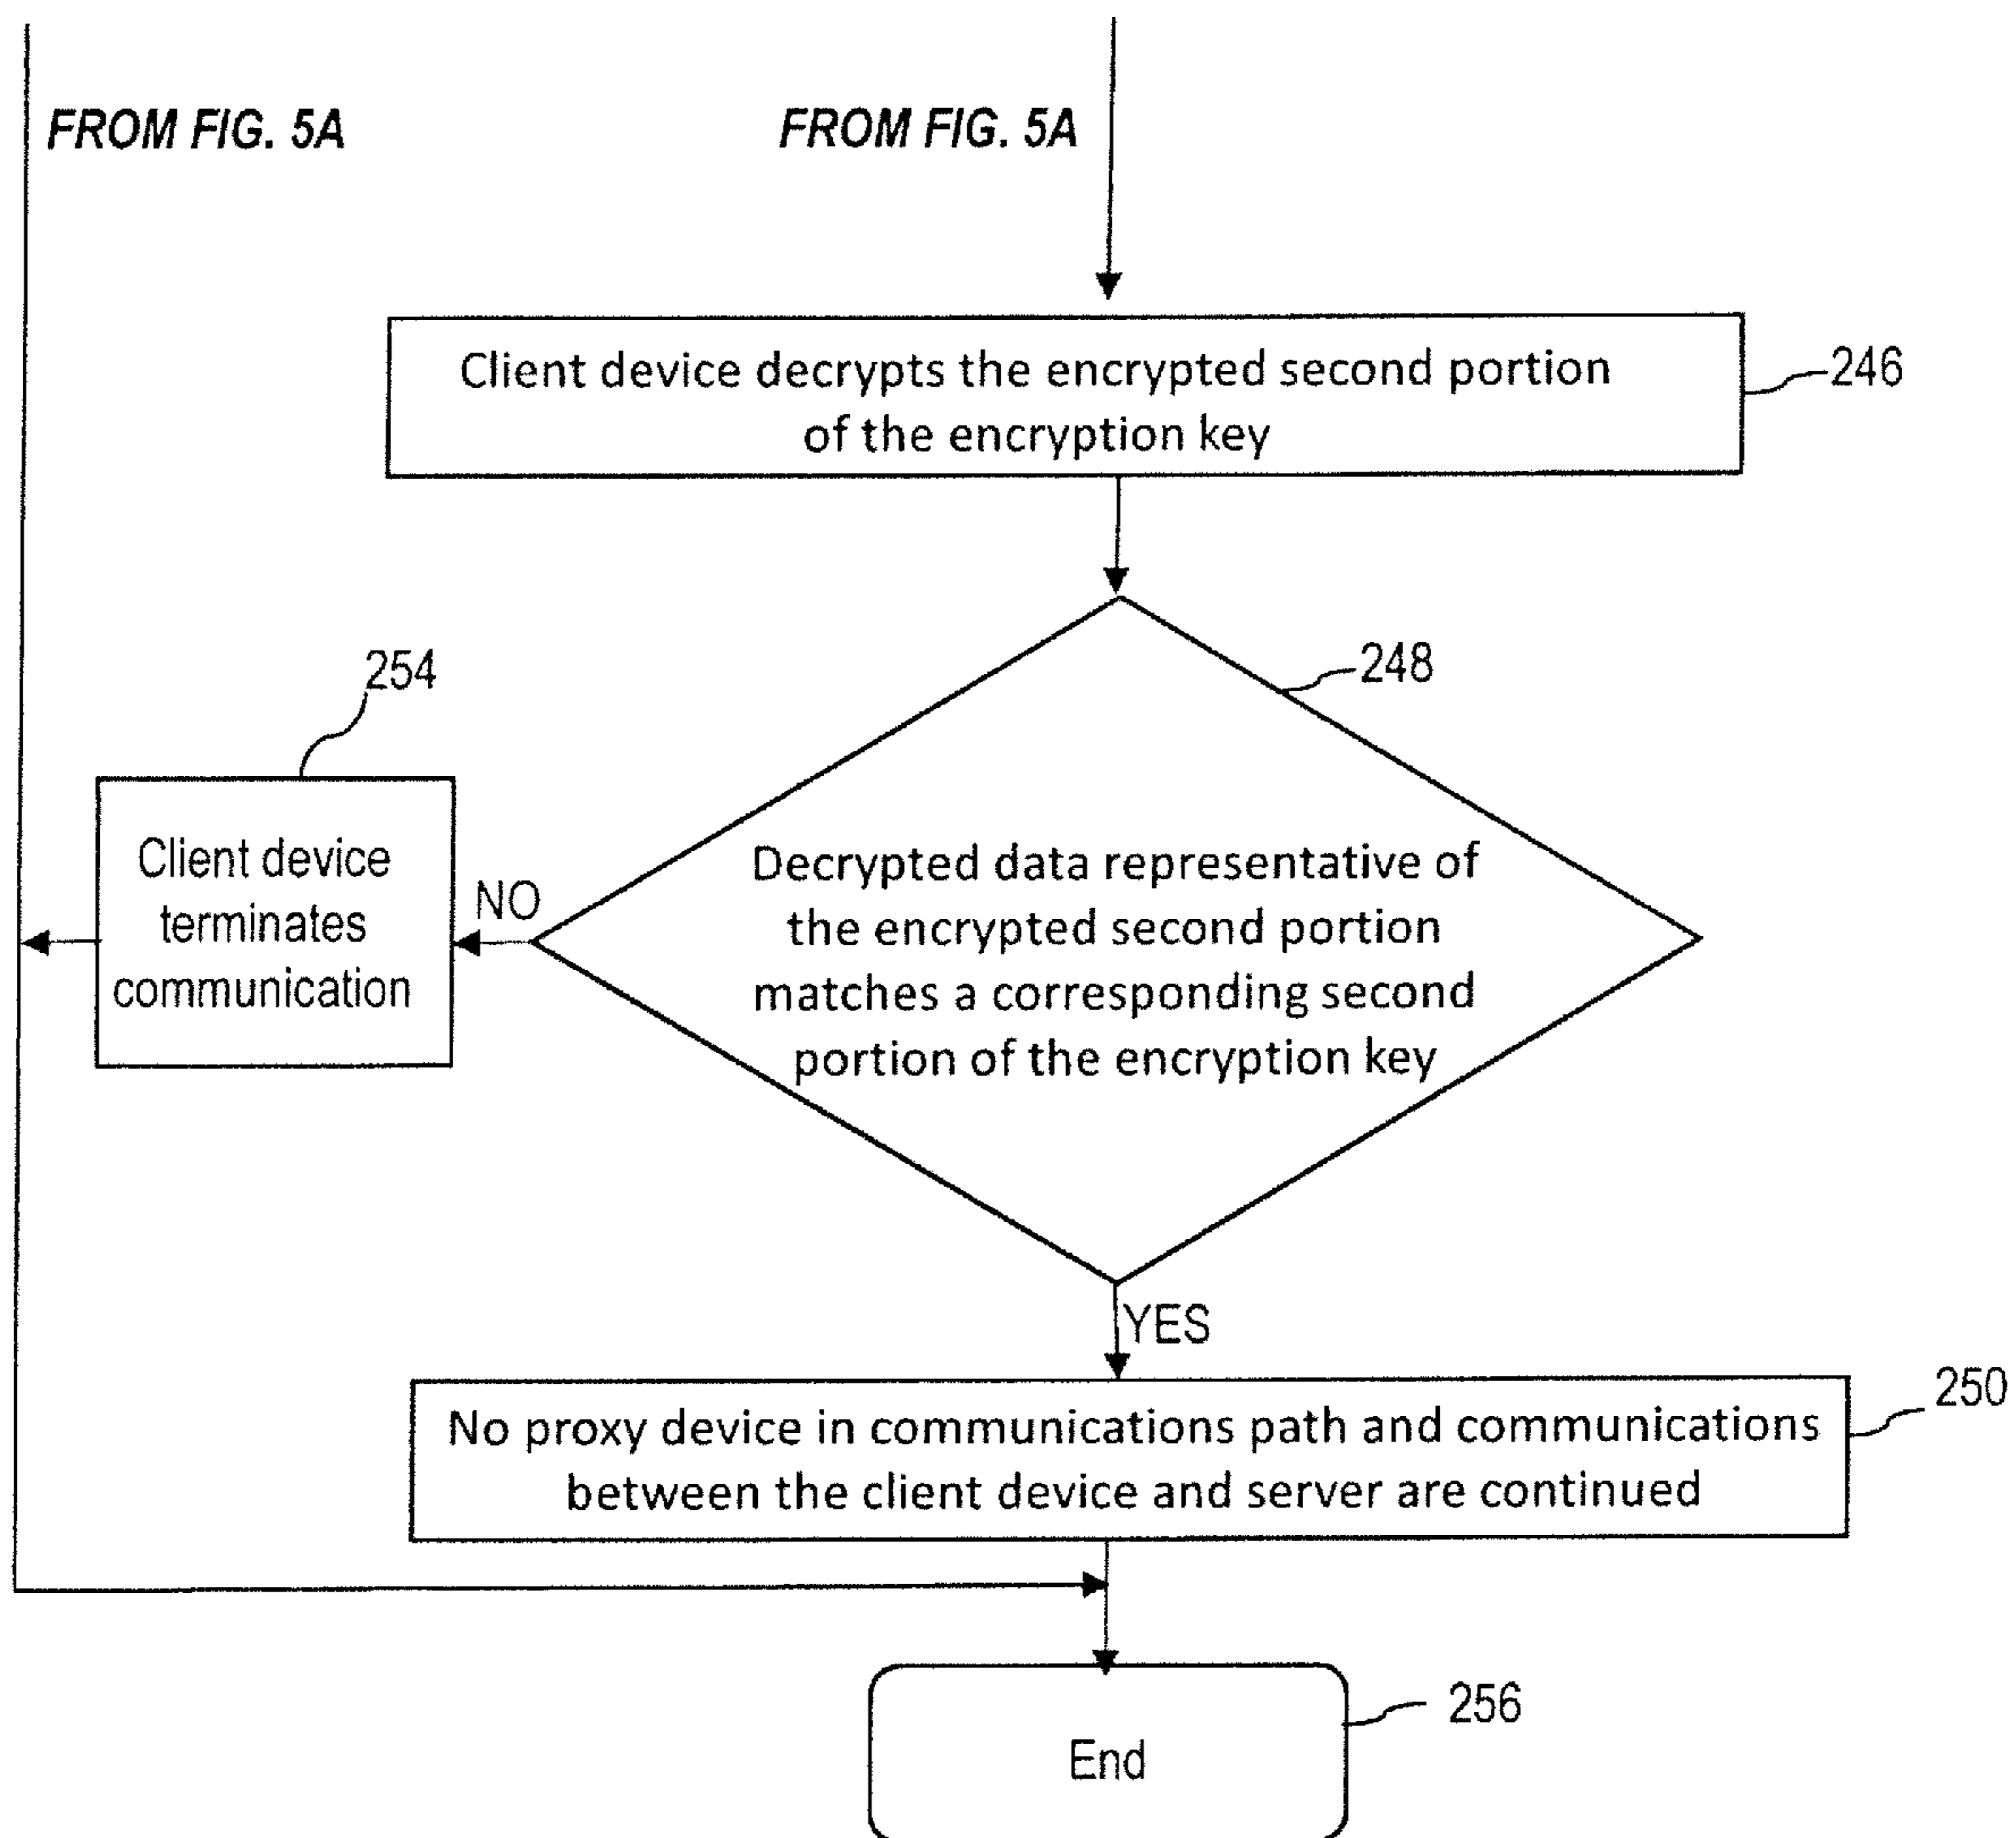 FROM FIG. 5A
FROM FIG. 5A
Client device decrypts the encrypted second portion
of the encryption key
246
248
254
Client device
terminates
communication
NO
Decrypted data representative of
the encrypted second portion
matches a corresponding second
portion of the encryption key
YES
250
No proxy device in communications path and communications
between the client device and server are continued
256
End